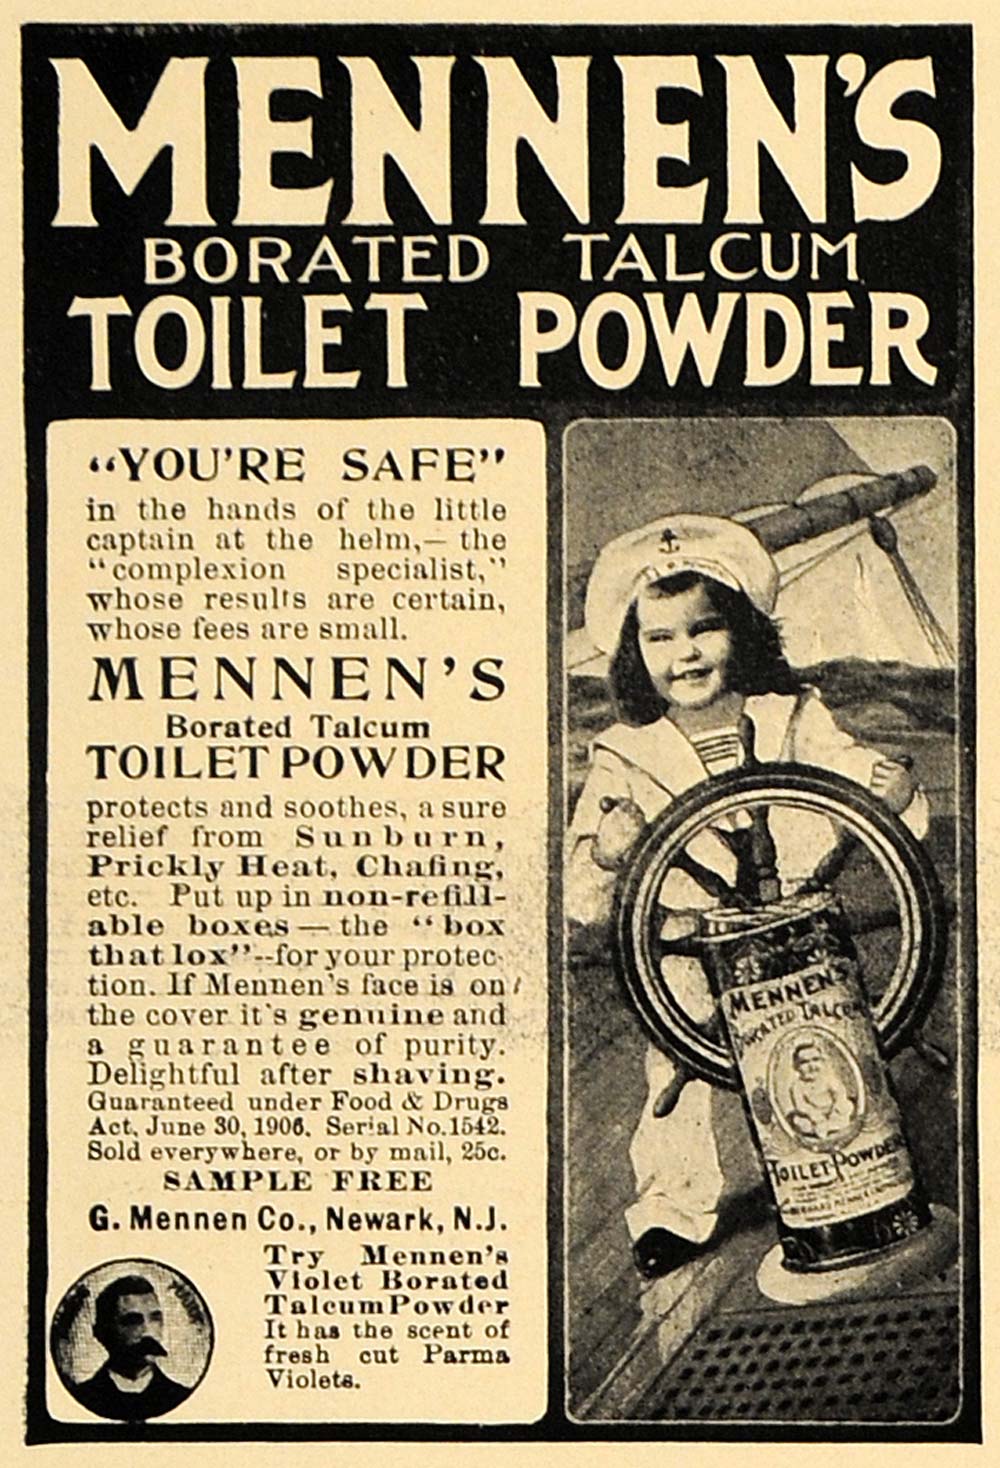 MENNEN'S
BORATED TALCUM
TOILET POWDER
"YOU'RE SAFE"
in the hands of the little
captain at the helm,— the
"complexion specialist,"
whose results are certain,
whose fees are small.
MENNEN'S
Borated Talcum
TOILET POWDER
protects and soothes, a sure
relief from Sunburn,
Prickly Heat, Chafing,
etc. Put up in non-refill-
able boxes — the "box
that lox"--for your protec-
tion. If Mennen's face is on
the cover it's genuine and
a guarantee of purity.
Delightful after shaving.
Guaranteed under Food & Drugs
Act, June 30, 1906. Serial No. 1542.
Sold everywhere, or by mail, 25c.
SAMPLE FREE
G. Mennen Co., Newark, N.J.
Try Mennen's
Violet Borated
Talcum Powder
It has the scent of
fresh cut Parma
Violets.
MENNEN'S
BORATED TALCUM
TOILET POWDER